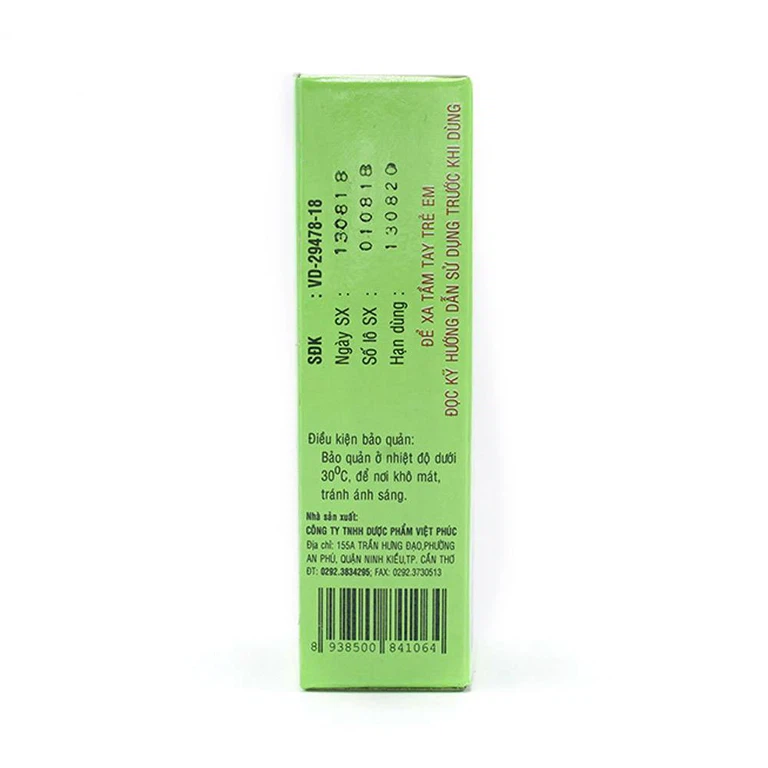 SĐK : VD-29478-18
Ngày SX : 130818
Số lô SX : 010818
Hạn dùng : 130820
ĐỂ XA TẦM TAY TRẺ EM
ĐỌC KỸ HƯỚNG DẪN SỬ DỤNG TRƯỚC KHI DÙNG
Điều kiện bảo quản:
Bảo quản ở nhiệt độ dưới
30⁰C, để nơi khô mát,
tránh ánh sáng.
Nhà sản xuất:
CÔNG TY TNHH DƯỢC PHẨM VIỆT PHÚC
Địa chỉ: 155A TRẦN HƯNG ĐẠO,PHƯỜNG
AN PHÚ, QUẬN NINH KIỀU,TP. CẦN THƠ
ĐT: 0292.3834295; FAX: 0292.3730513
8 938500 841064